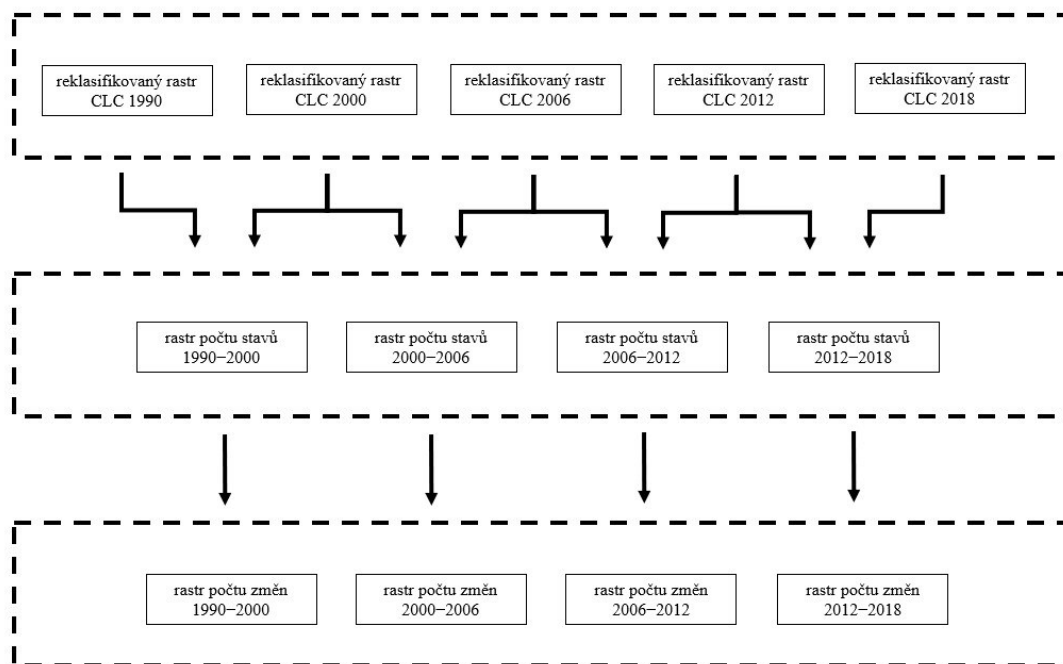 reklasifikovaný rastr
CLC 1990
reklasifikovaný rastr
CLC 2000
reklasifikovaný rastr
CLC 2006
reklasifikovaný rastr
CLC 2012
reklasifikovaný rastr
CLC 2018
rastr počtu stavů
1990–2000
rastr počtu stavů
2000–2006
rastr počtu stavů
2006–2012
rastr počtu stavů
2012–2018
rastr počtu změn
1990–2000
rastr počtu změn
2000–2006
rastr počtu změn
2006–2012
rastr počtu změn
2012–2018